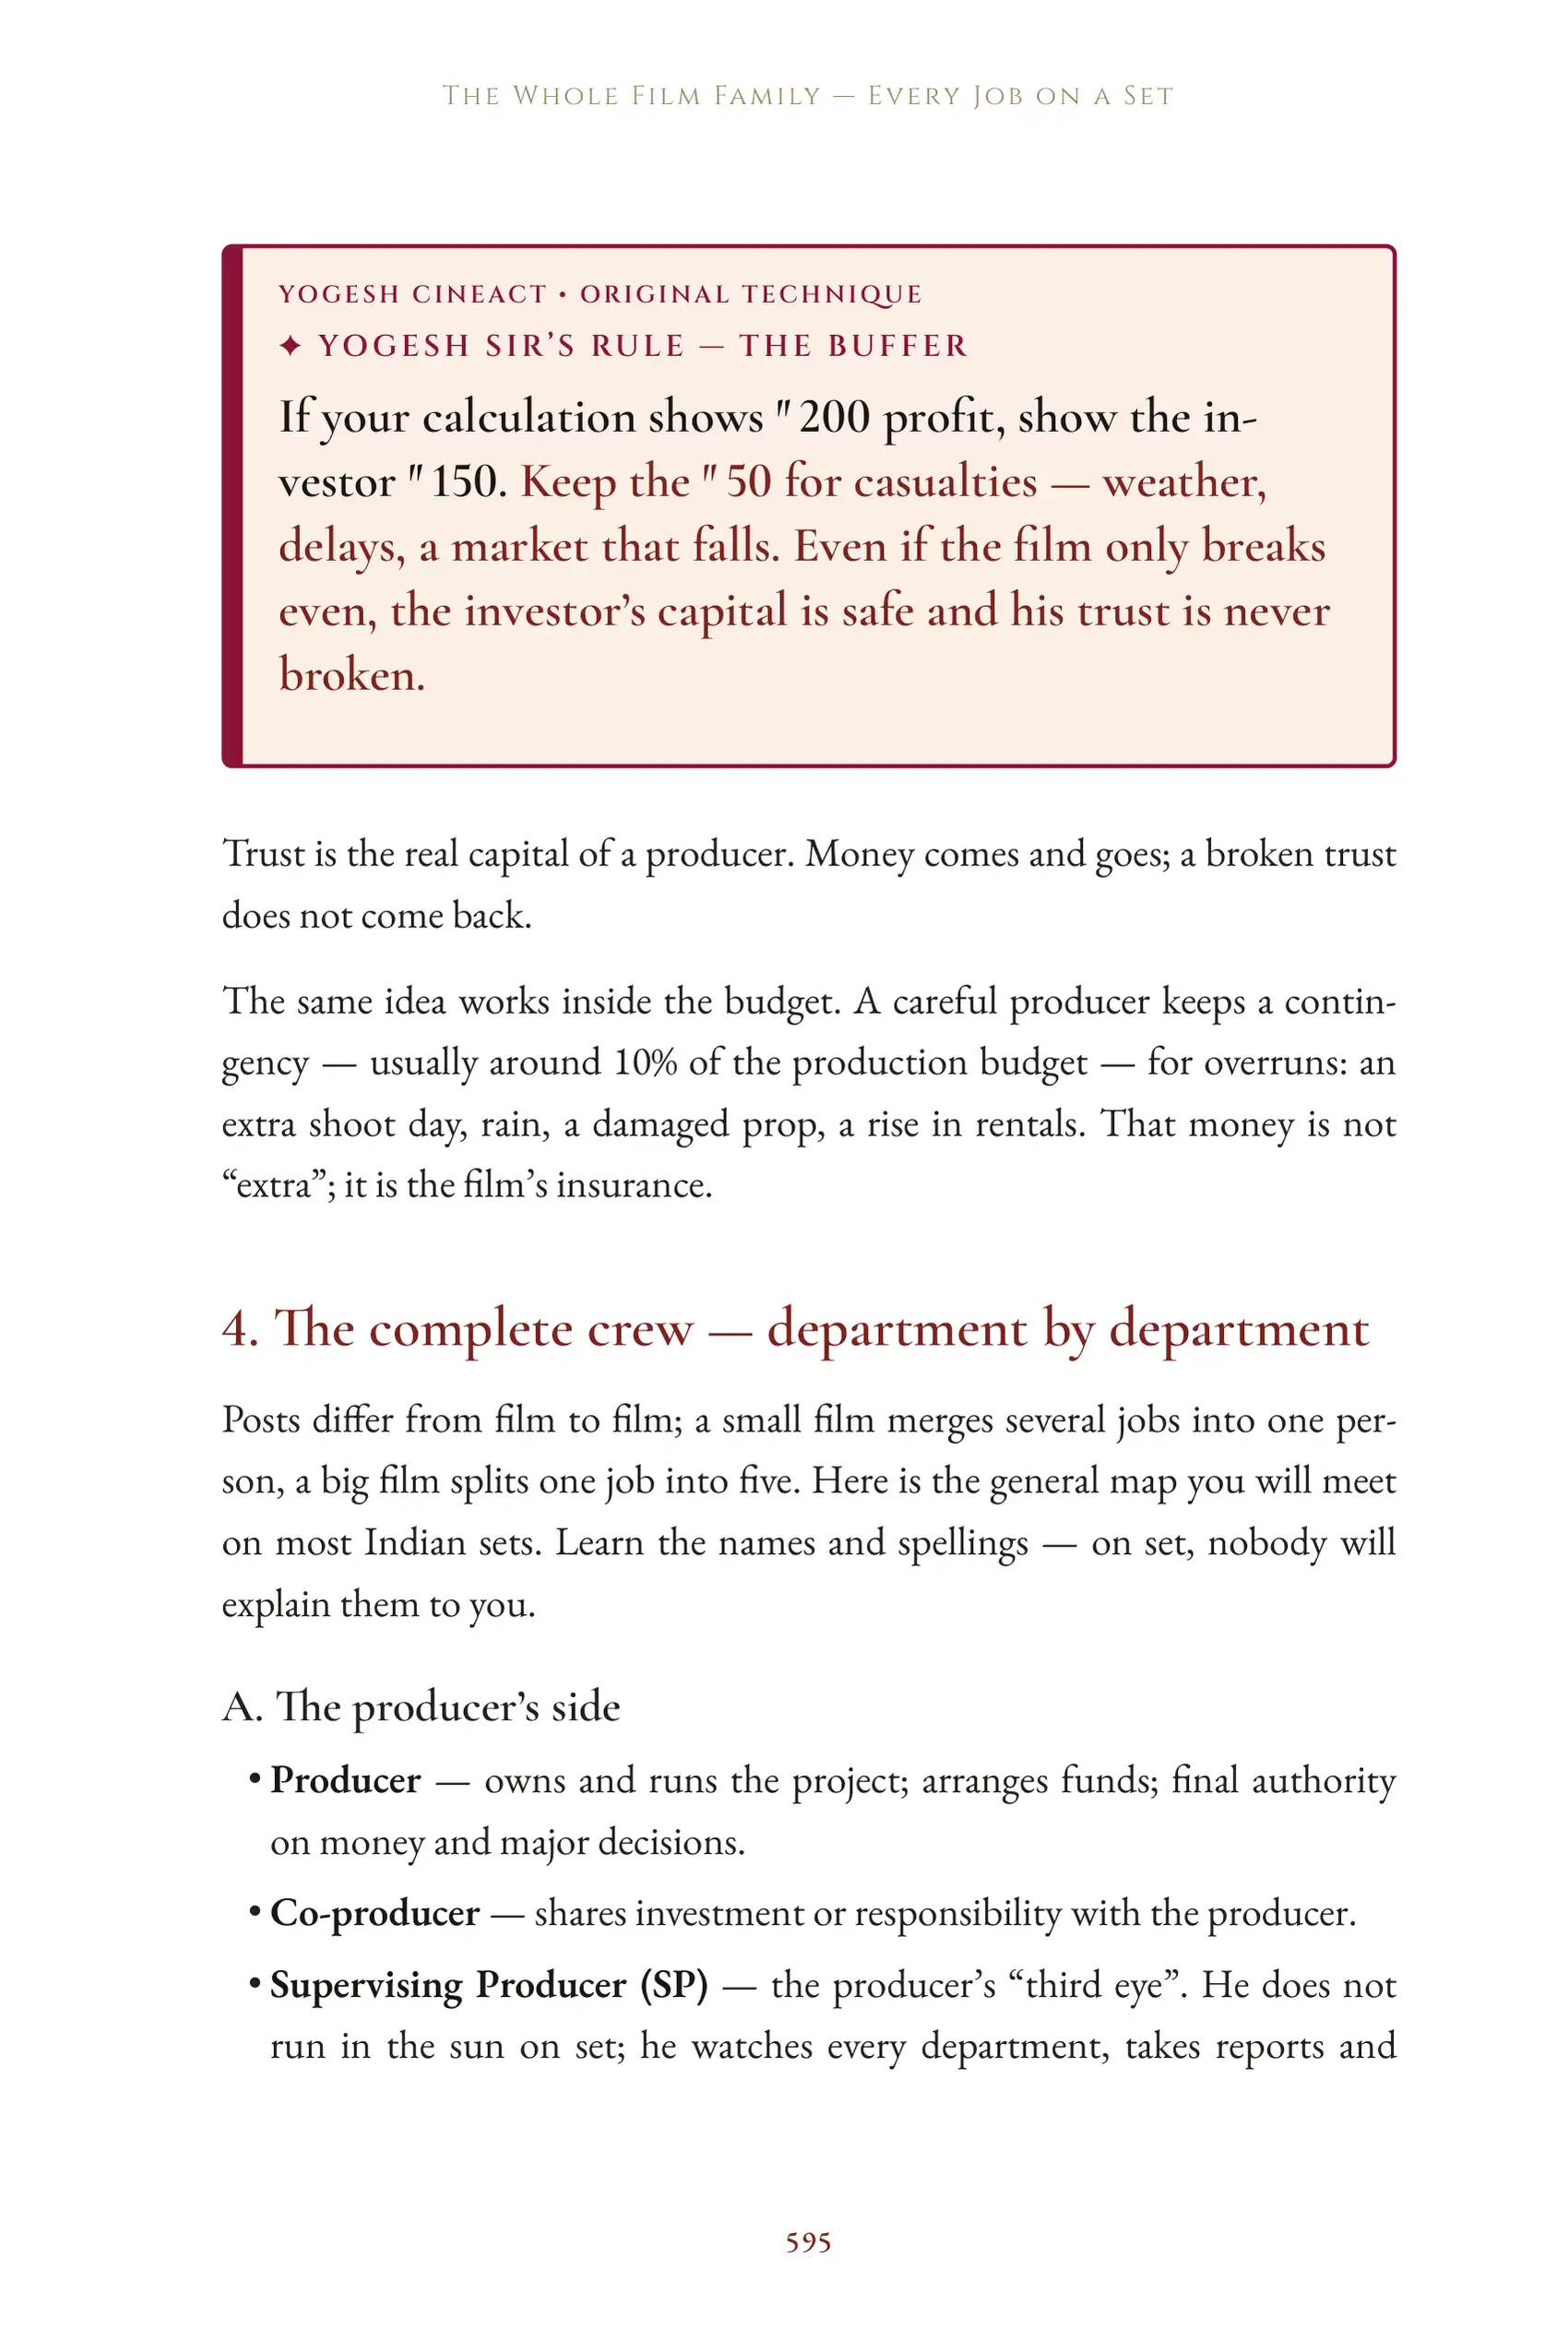 The Whole Film Family — Every Job on a Set
YOGESH CINEACT • ORIGINAL TECHNIQUE
✦ YOGESH SIR’S RULE — THE BUFFER
If your calculation shows "200 profit, show the in-
vestor "150. Keep the "50 for casualties — weather,
delays, a market that falls. Even if the film only breaks
even, the investor’s capital is safe and his trust is never
broken.
Trust is the real capital of a producer. Money comes and goes; a broken trust
does not come back.
The same idea works inside the budget. A careful producer keeps a contin-
gency — usually around 10% of the production budget — for overruns: an
extra shoot day, rain, a damaged prop, a rise in rentals. That money is not
“extra”; it is the film’s insurance.
4. The complete crew — department by department
Posts differ from film to film; a small film merges several jobs into one per-
son, a big film splits one job into five. Here is the general map you will meet
on most Indian sets. Learn the names and spellings — on set, nobody will
explain them to you.
A. The producer’s side
• Producer — owns and runs the project; arranges funds; final authority
on money and major decisions.
• Co-producer — shares investment or responsibility with the producer.
• Supervising Producer (SP) — the producer’s “third eye”. He does not
run in the sun on set; he watches every department, takes reports and
595